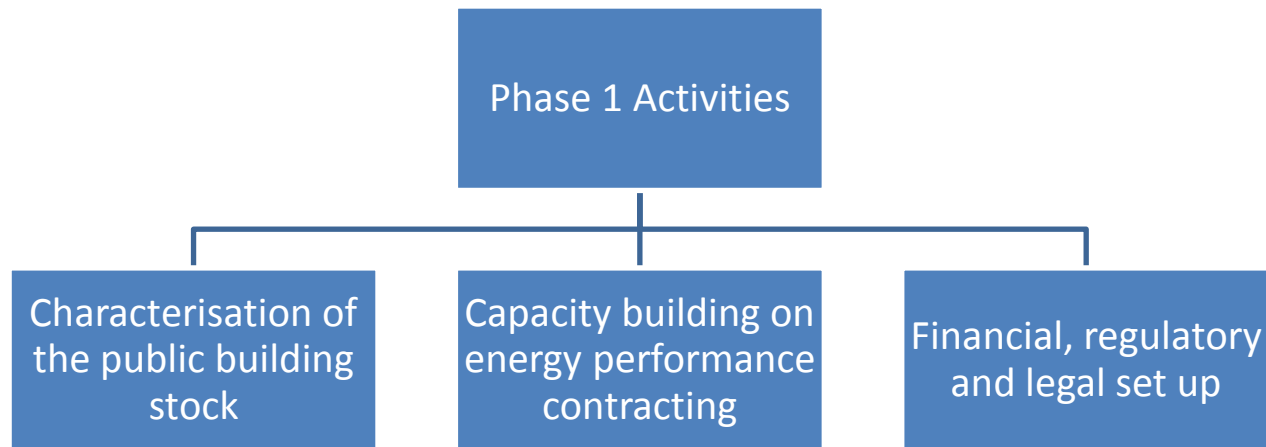 Phase 1 Activities
Characterisation of
the public building
stock
Capacity building on
energy performance
contracting
Financial, regulatory
and legal set up